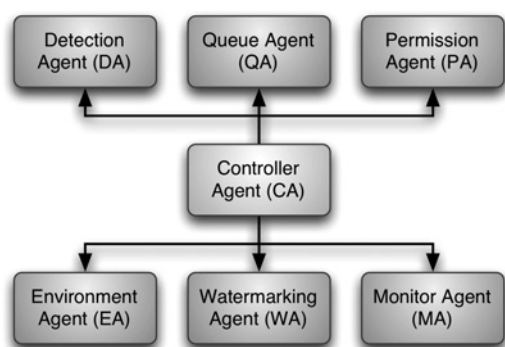 Detection
Agent (DA)
Queue Agent
(QA)
Permission
Agent (PA)
Controller
Agent (CA)
Environment
Agent (EA)
Watermarking
Agent (WA)
Monitor Agent
(MA)